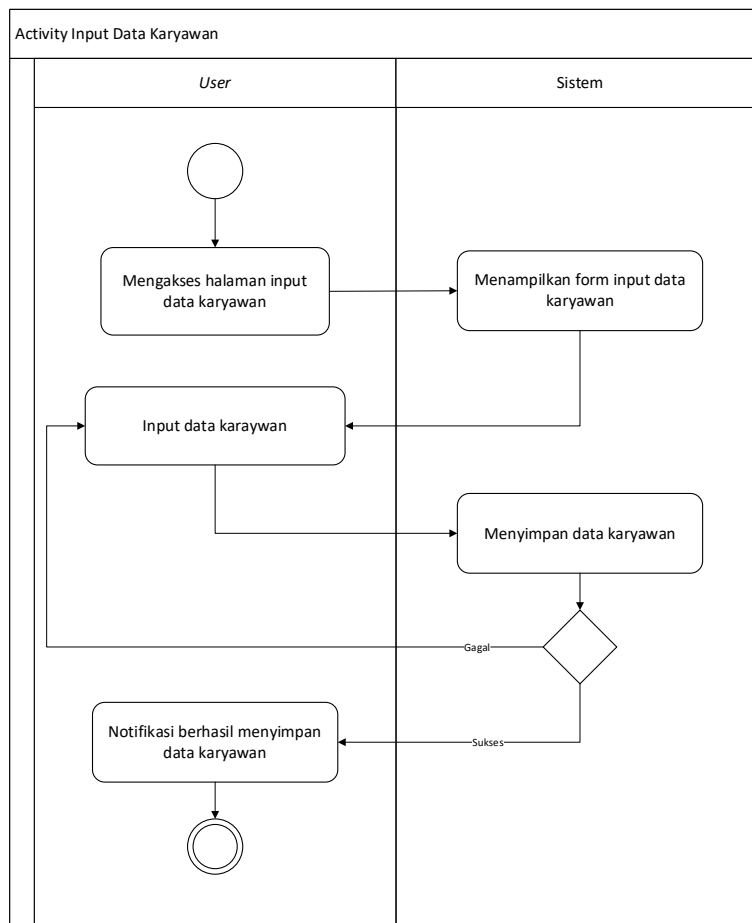 Activity Input Data Karyawan
User
Sistem
Mengakses halaman input
data karyawan
Menampilkan form input data
karyawan
Input data karaywan
Menyimpan data karyawan
Gagal
Notifikasi berhasil menyimpan
data karyawan
Sukses